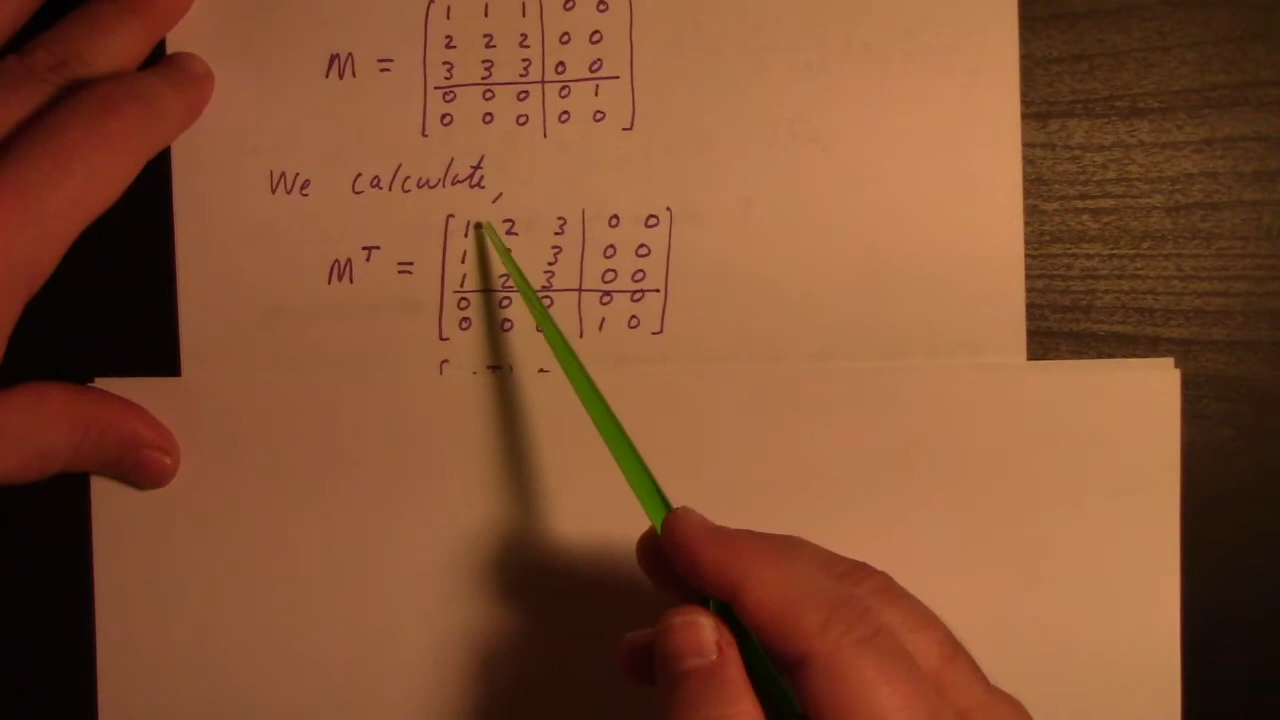 1 1 1 0 0
2 2 2 0 0
M = 3 3 3 0 0
0 0 0 0 1
0 0 0 0 0
We calculate,
1 2 3 0 0
1 3 0 0
Mᵀ = 1 2 3 0 0
0 0 0 0 0
0 0 1 0